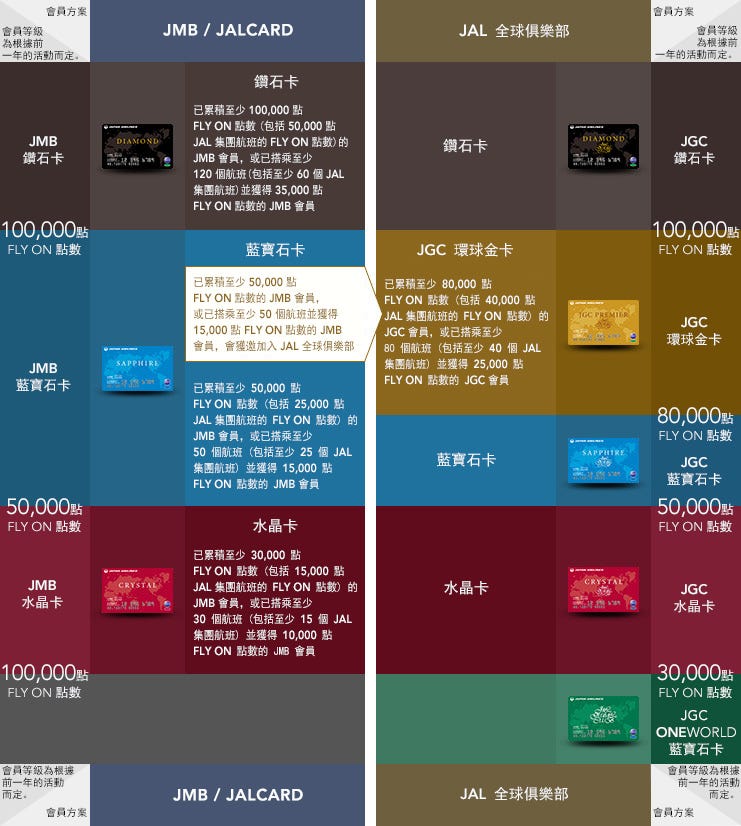 會員方案
會員等級
為根據前
一年的活動而定。
JMB / JALCARD
JMB
鑽石卡
DIAMOND
鑽石卡
已累積至少 100,000 點
FLY ON 點數 (包括 50,000 點
JAL 集團航班的 FLY ON 點數) 的
JMB 會員，或已搭乘至少
120 個航班 (包括至少 60 個 JAL
集團航班) 並獲得 35,000 點
FLY ON 點數的 JMB 會員
100,000點
FLY ON 點數
JMB
藍寶石卡
SAPPHIRE
藍寶石卡
已累積至少 50,000 點
FLY ON 點數的 JMB 會員，
或已搭乘至少 50 個航班並獲得
15,000 點 FLY ON 點數的 JMB
會員，會獲邀加入 JAL 全球俱樂部
已累積至少 50,000 點
FLY ON 點數 (包括 25,000 點
JAL 集團航班的 FLY ON 點數) 的
JMB 會員，或已搭乘至少
50 個航班 (包括至少 25 個 JAL
集團航班) 並獲得 15,000 點
FLY ON 點數的 JMB 會員
50,000點
FLY ON 點數
JMB
水晶卡
CRYSTAL
水晶卡
已累積至少 30,000 點
FLY ON 點數 (包括 15,000 點
JAL 集團航班的 FLY ON 點數) 的
JMB 會員，或已搭乘至少
30 個航班 (包括至少 15 個 JAL
集團航班) 並獲得 10,000 點
FLY ON 點數的 JMB 會員
100,000點
FLY ON 點數
會員等級為根據
前一年的活動
而定。
會員方案
JMB / JALCARD
JAL 全球俱樂部
會員方案
會員等級
為根據前
一年的活動而定。
鑽石卡
DIAMOND
JGC
鑽石卡
100,000點
FLY ON 點數
JGC 環球金卡
已累積至少 80,000 點
FLY ON 點數 (包括 40,000 點
JAL 集團航班的 FLY ON 點數) 的
JGC 會員，或已搭乘至少
80 個航班 (包括至少 40 個 JAL
集團航班) 並獲得 25,000 點
FLY ON 點數的 JGC 會員
JGC PREMIER
JGC
環球金卡
80,000點
FLY ON 點數
藍寶石卡
SAPPHIRE
JGC
藍寶石卡
50,000點
FLY ON 點數
水晶卡
CRYSTAL
JGC
水晶卡
30,000點
FLY ON 點數
JGC
ONEWORLD
藍寶石卡
JAL 全球俱樂部
會員等級為根據
前一年的活動
而定。
會員方案